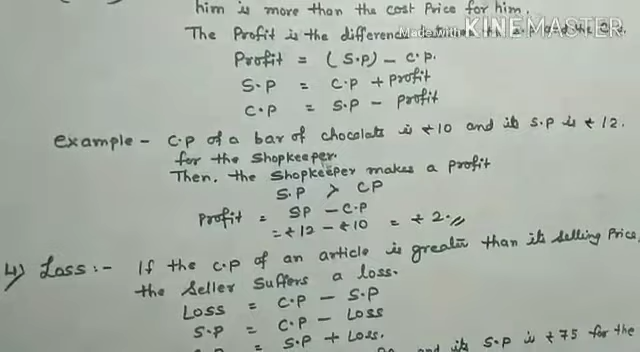 him is more than the cost Price for him.
The Profit is the difference
Made with KINEMASTER
Profit = (S.P) - C.P.
S.P = C.P + Profit
C.P = S.P - Profit
Example - C.P of a bar of chocolate is ₹10 and its S.P is ₹12.
for the Shopkeeper.
Then, the Shopkeeper makes a Profit
S.P > CP
Profit = SP - C.P
= ₹12 - ₹10 = ₹2.//
4) Loss :- If the C.P of an article is greater than its Selling Price,
the Seller Suffers a loss.
Loss = C.P - S.P
S.P = C.P - Loss
= S.P + Loss.
and its S.P is ₹75 for the